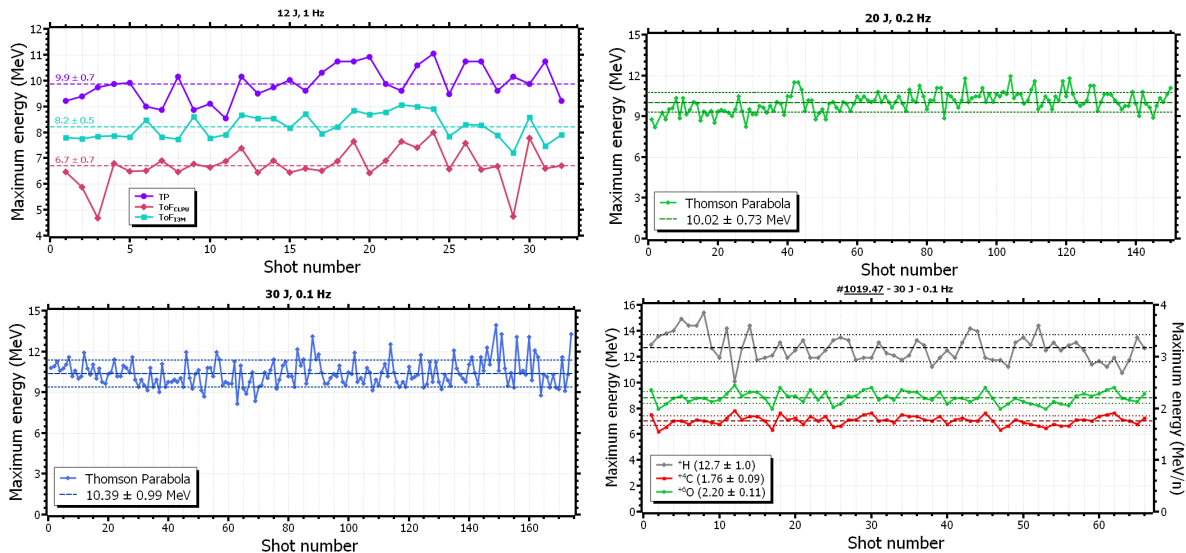 12 J, 1 Hz
Maximum energy (MeV)
12
11
10
9
8
7
6
5
4
9.9 ± 0.7
8.2 ± 0.5
6.7 ± 0.7
TP
ToF_CLPU
ToF_I3M
0 5 10 15 20 25 30
Shot number
20 J, 0.2 Hz
Maximum energy (MeV)
15
12
9
6
3
0
Thomson Parabola
10.02 ± 0.73 MeV
0 20 40 60 80 100 120 140
Shot number
30 J, 0.1 Hz
Maximum energy (MeV)
15
12
9
6
3
0
Thomson Parabola
10.39 ± 0.99 MeV
0 20 40 60 80 100 120 140 160
Shot number
#1019.47 - 30 J - 0.1 Hz
Maximum energy (MeV)
16
14
12
10
8
6
4
2
0
+H (12.7 ± 1.0)
+4C (1.76 ± 0.09)
+6O (2.20 ± 0.11)
0 10 20 30 40 50 60
Shot number
4
3
2
1
0
Maximum energy (MeV/n)